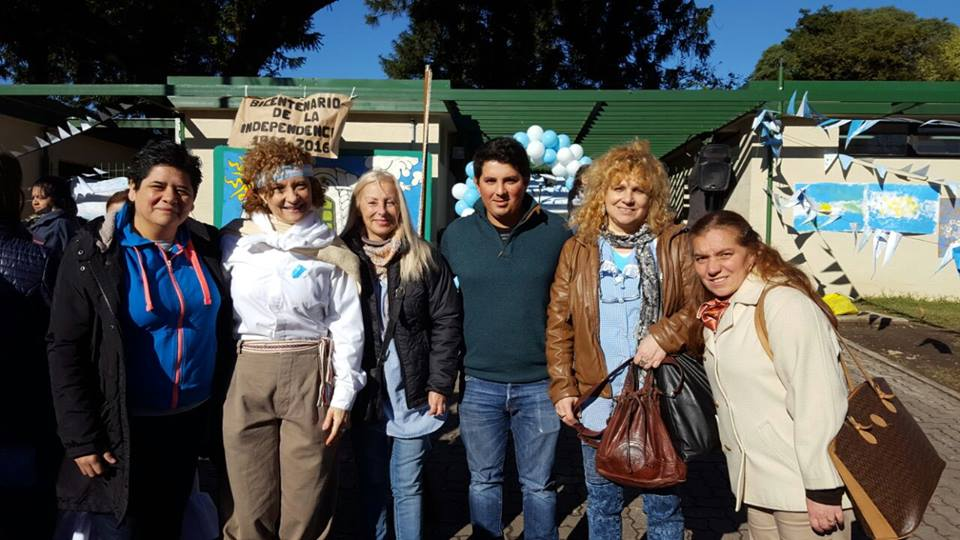 BICENTENARIO
DE LA
INDEPENDENCI
2016